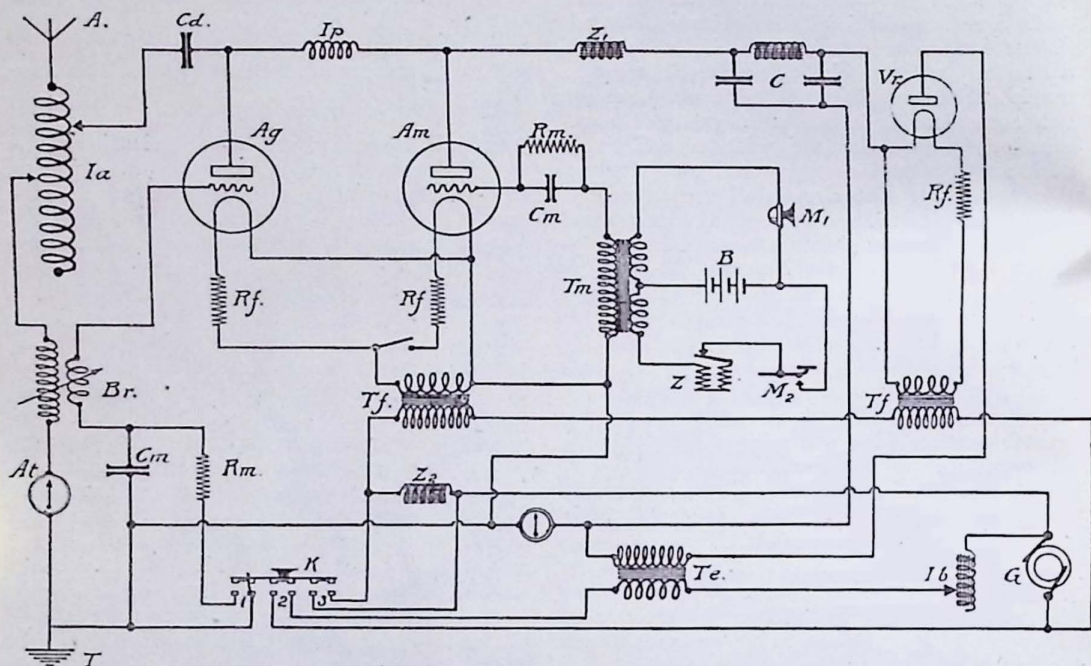 A.
Cd.
Ip
Z₁
C
Vr
Ag
Am
Rm.
Ia
Cm
M₁
Rf.
Rf.
Rf
Tm
B
Br.
Z
M₂
Tf.
Tf
At
Cm
Rm.
Z₂
K
1
2
3
Te.
Ib
G
T